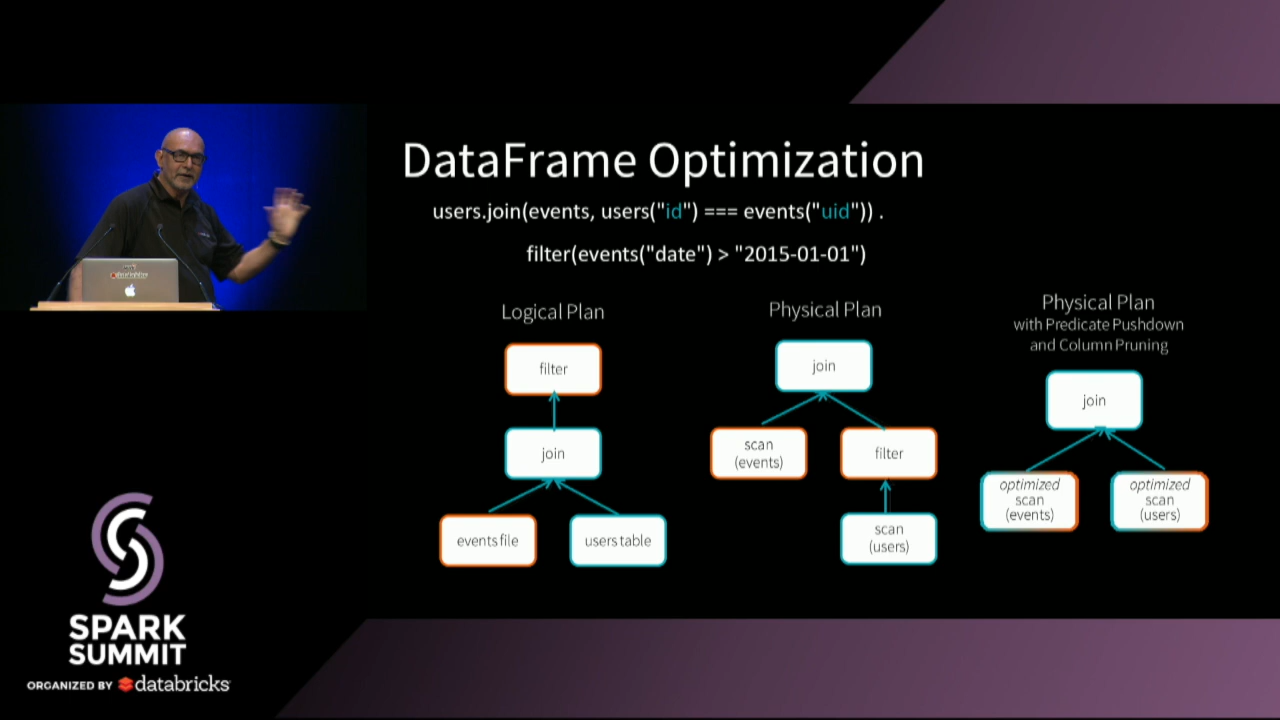 DataFrame Optimization
users.join(events, users("id") === events("uid")) .
filter(events("date") > "2015-01-01")
Logical Plan
filter
join
events file
users table
Physical Plan
join
scan
(events)
filter
scan
(users)
Physical Plan
with Predicate Pushdown
and Column Pruning
join
optimized
scan
(events)
optimized
scan
(users)
databricks
SPARK
SUMMIT
ORGANIZED BY databricks